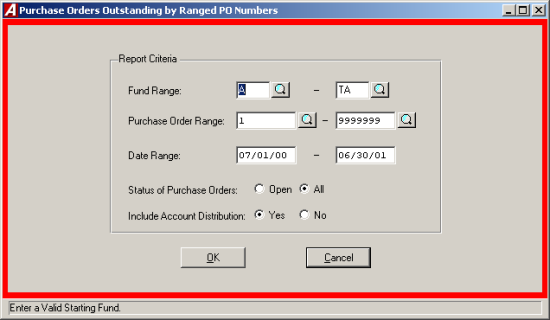 A Purchase Orders Outstanding by Ranged PO Numbers
Report Criteria
Fund Range: A - TA
Purchase Order Range: 1 - 9999999
Date Range: 07/01/00 - 06/30/01
Status of Purchase Orders: Open All
Include Account Distribution: Yes No
OK Cancel
Enter a Valid Starting Fund.